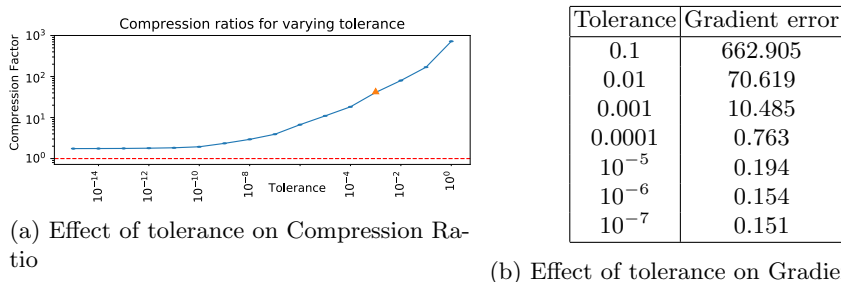 Compression ratios for varying tolerance
Compression Factor
10³
10²
10¹
10⁰
10⁻¹⁴
10⁻¹²
10⁻¹⁰
10⁻⁸
10⁻⁴
10⁻²
10⁰
Tolerance
(a) Effect of tolerance on Compression Ra-
tio
Tolerance Gradient error
0.1 662.905
0.01 70.619
0.001 10.485
0.0001 0.763
10⁻⁵ 0.194
10⁻⁶ 0.154
10⁻⁷ 0.151
(b) Effect of tolerance on Gradie